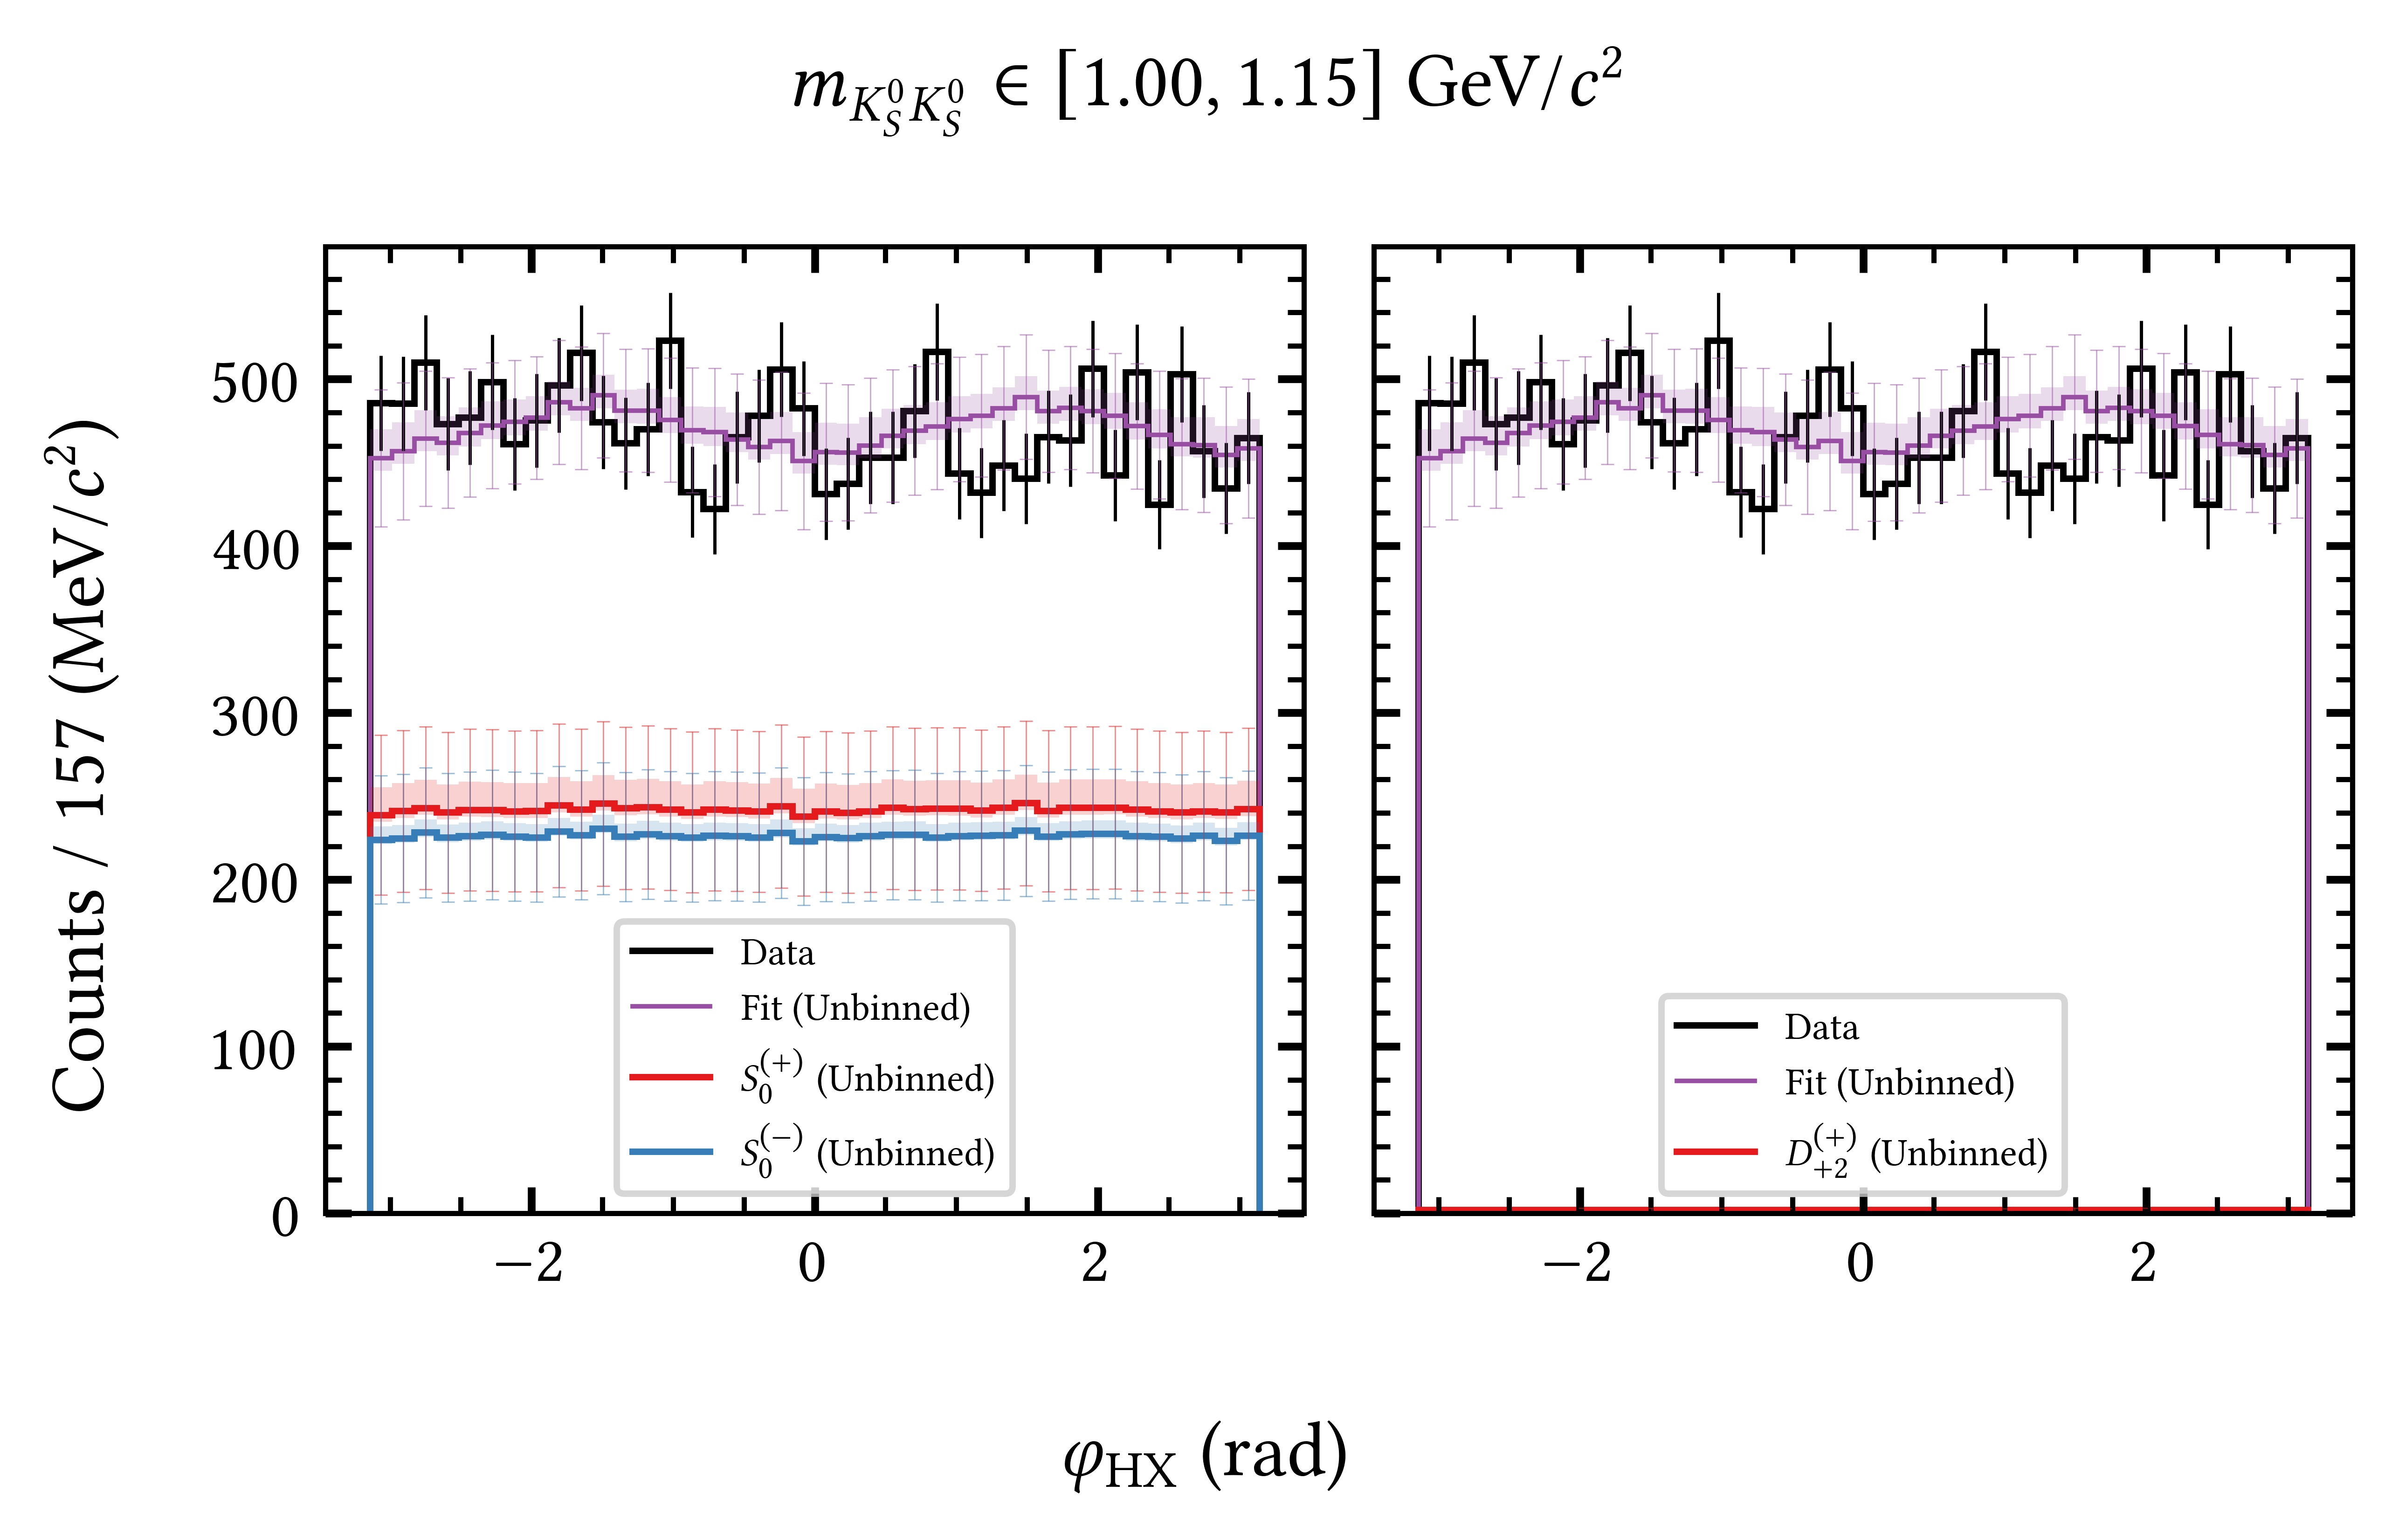 m_{K_S^0 K_S^0} ∈ [1.00, 1.15] GeV/c²
Counts / 157 (MeV/c²)
500
400
300
200
100
0
Data
Fit (Unbinned)
S_0^{(+)} (Unbinned)
S_0^{(−)} (Unbinned)
Data
Fit (Unbinned)
D_{+2}^{(+)} (Unbinned)
−2 0 2
−2 0 2
φ_{HX} (rad)